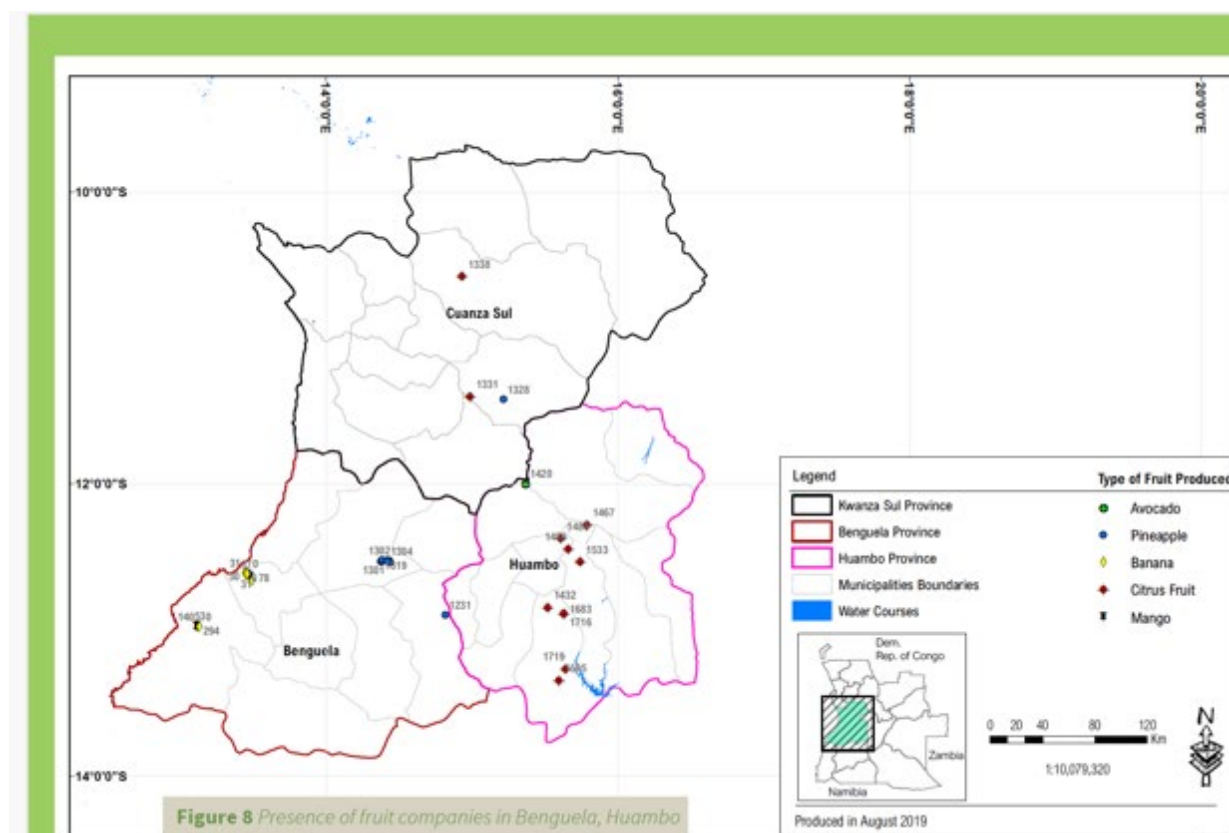 14°0'0"E
16°0'0"E
18°0'0"E
20°0'0"E
10°0'0"S
12°0'0"S
14°0'0"S
1338
Cuanza Sul
1331
1328
1420
1467
1533
Huambo
1302
1304
1301
1319
1231
1432
1683
1716
1719
78
294
Benguela
Legend
Kwanza Sul Province
Benguela Province
Huambo Province
Municipalities Boundaries
Water Courses
Type of Fruit Produced
Avocado
Pineapple
Banana
Citrus Fruit
Mango
Dem.
Rep. of Congo
Zambia
Namibia
N
0 20 40 80 120
Km
1:10,079,320
Produced in August 2019
Figure 8 Presence of fruit companies in Benguela, Huambo